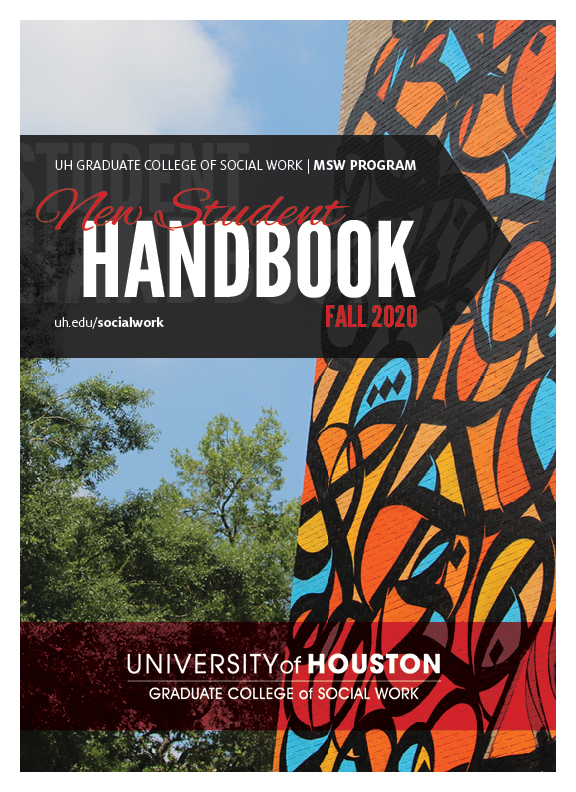 UH GRADUATE COLLEGE OF SOCIAL WORK | MSW PROGRAM
New Student
HANDBOOK
FALL 2020
uh.edu/socialwork
UNIVERSITY of HOUSTON
GRADUATE COLLEGE of SOCIAL WORK